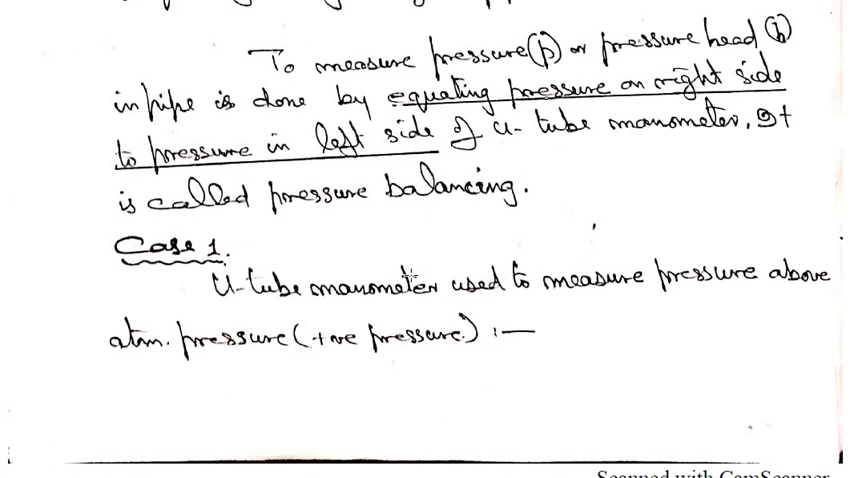 To measure pressure(p) or pressure head (h)
in pipe is done by equating pressure on right side
to pressure in left side of U-tube manometer. It
is called pressure balancing.
Case 1.
U-tube manometer used to measure pressure above
atm. pressure (+ve pressure) :—
Scanned with CamScanner